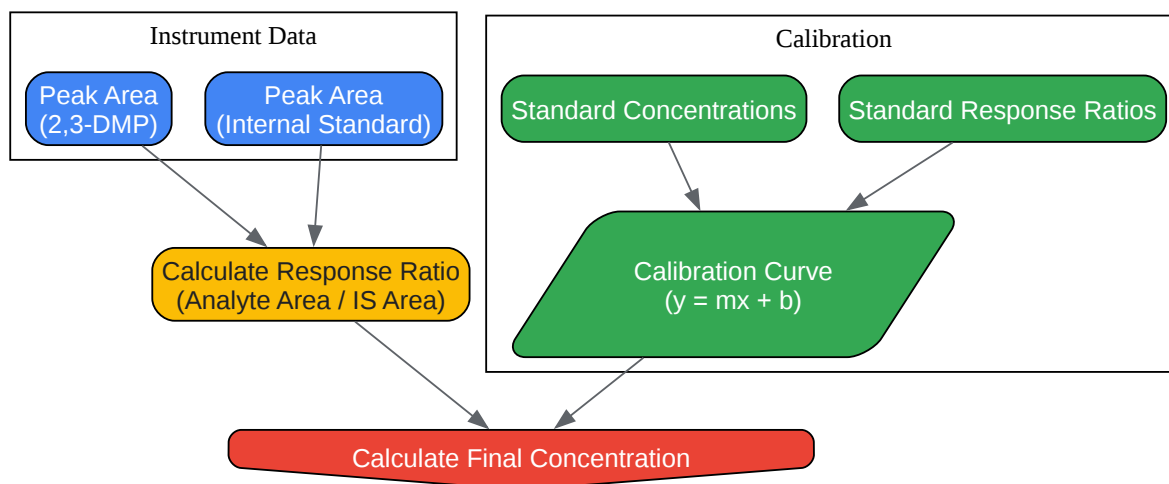 Instrument Data
Peak Area
(2,3-DMP)
Peak Area
(Internal Standard)
Calibration
Standard Concentrations
Standard Response Ratios
Calculate Response Ratio
(Analyte Area / IS Area)
Calibration Curve
(y = mx + b)
Calculate Final Concentration